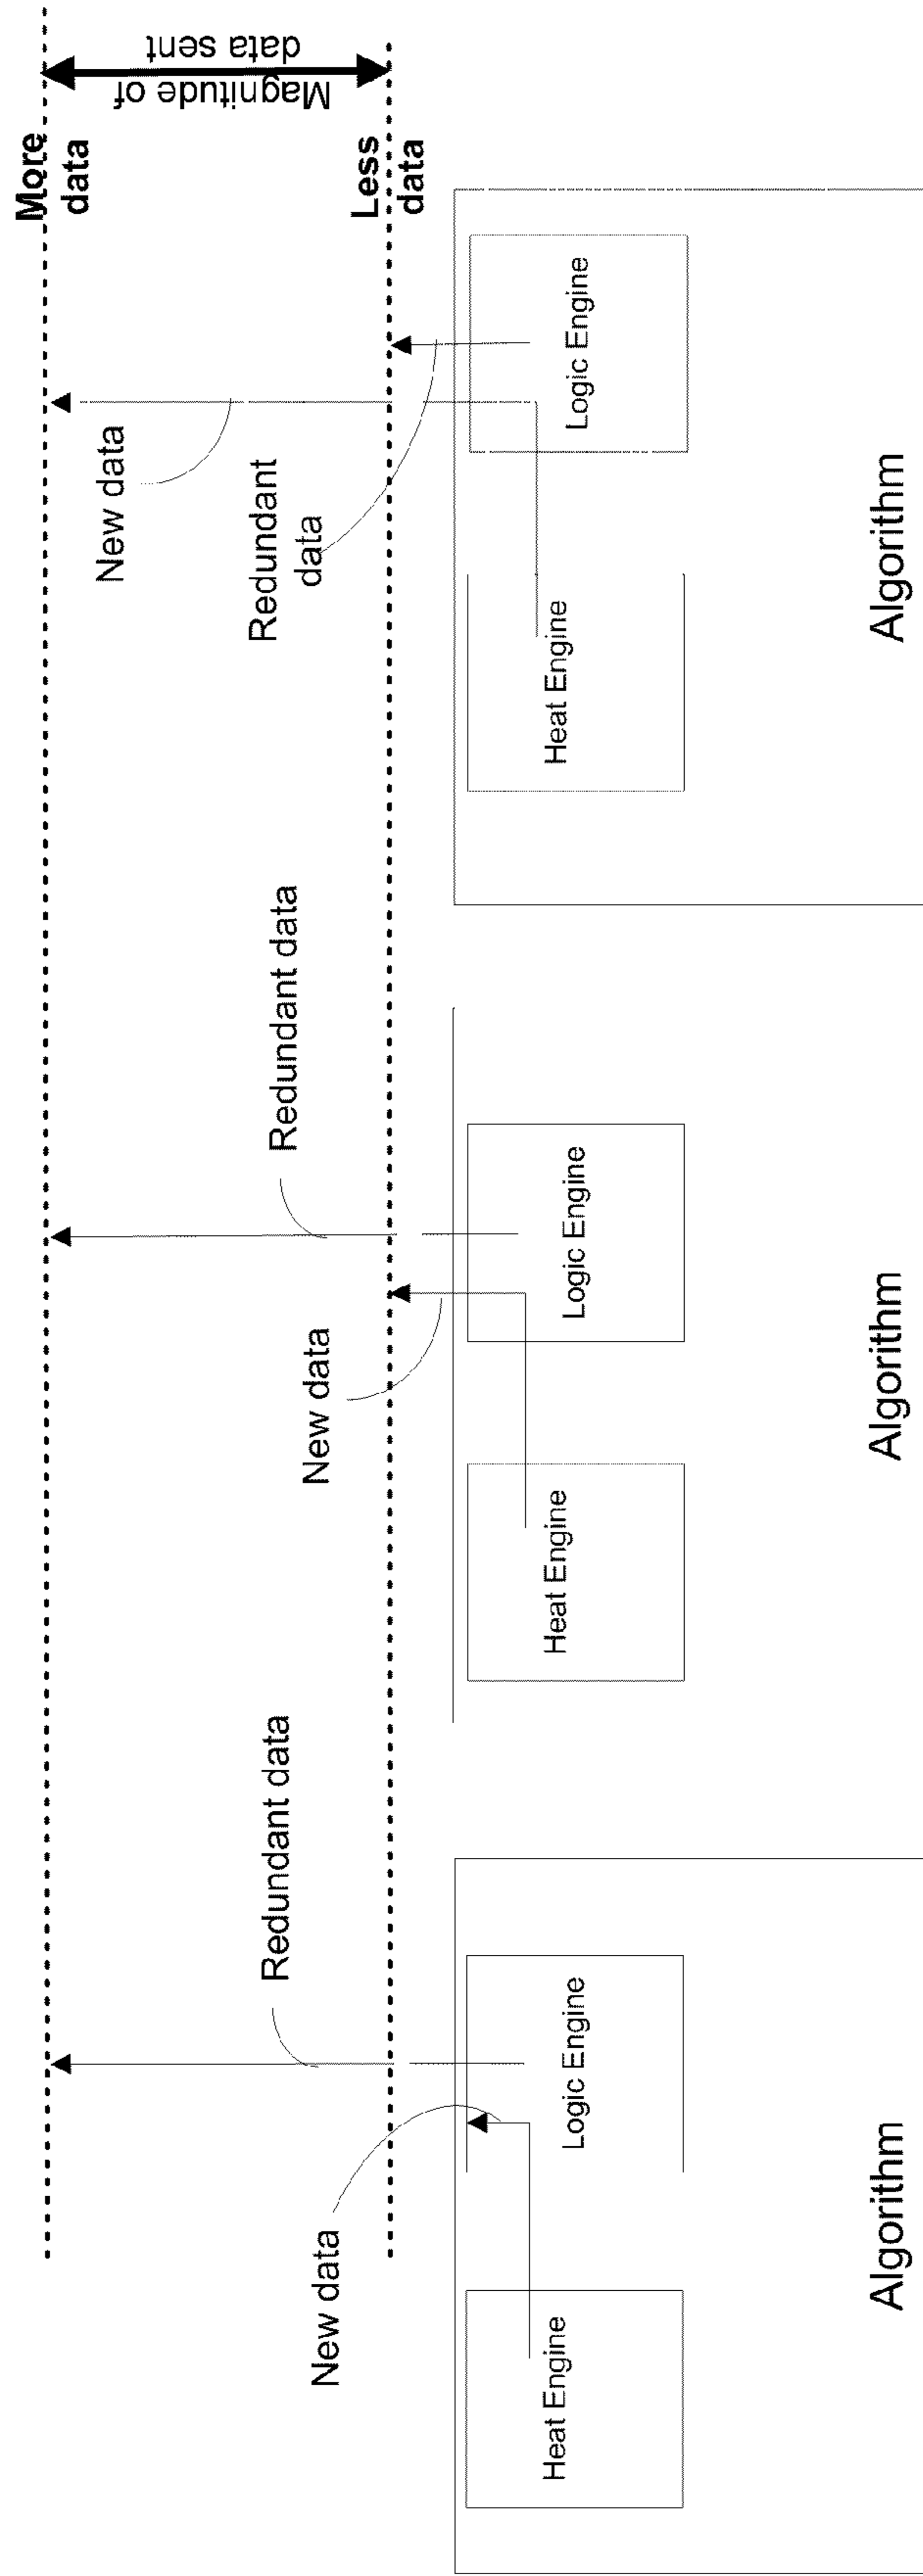 New data
Redundant data
Heat Engine
Logic Engine
Algorithm
New data
Redundant data
Heat Engine
Logic Engine
Algorithm
New data
Redundant
data
Heat Engine
Logic Engine
Algorithm
More
data
Less
data
Magnitude of
data sent